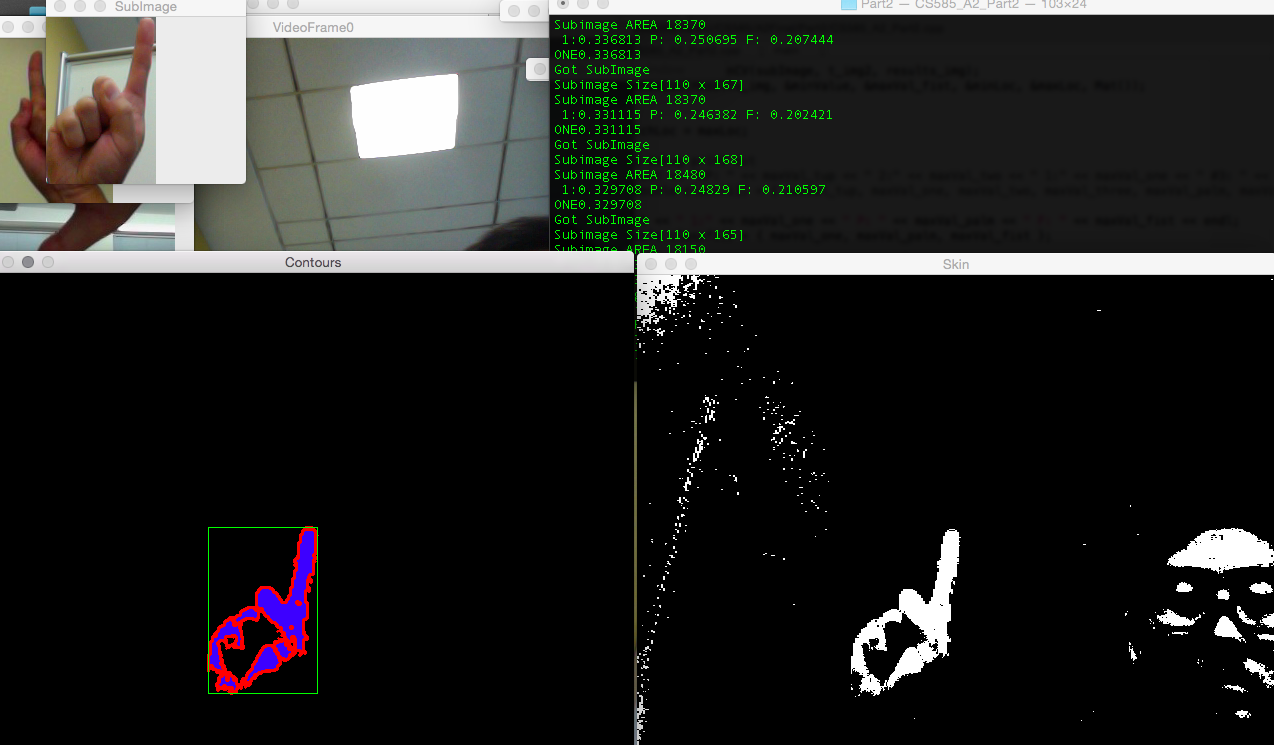 SubImage
VideoFrame0
Part2 — CS585_A2_Part2 — 103×24
Subimage AREA 18370
1:0.336813 P: 0.250695 F: 0.207444
ONE0.336813
Got SubImage
Subimage Size[110 x 167]
Subimage AREA 18370
1:0.331115 P: 0.246382 F: 0.202421
ONE0.331115
Got SubImage
Subimage Size[110 x 168]
Subimage AREA 18480
1:0.329708 P: 0.24829 F: 0.210597
ONE0.329708
Got SubImage
Subimage Size[110 x 165]
Subimage AREA 18150
Contours
Skin